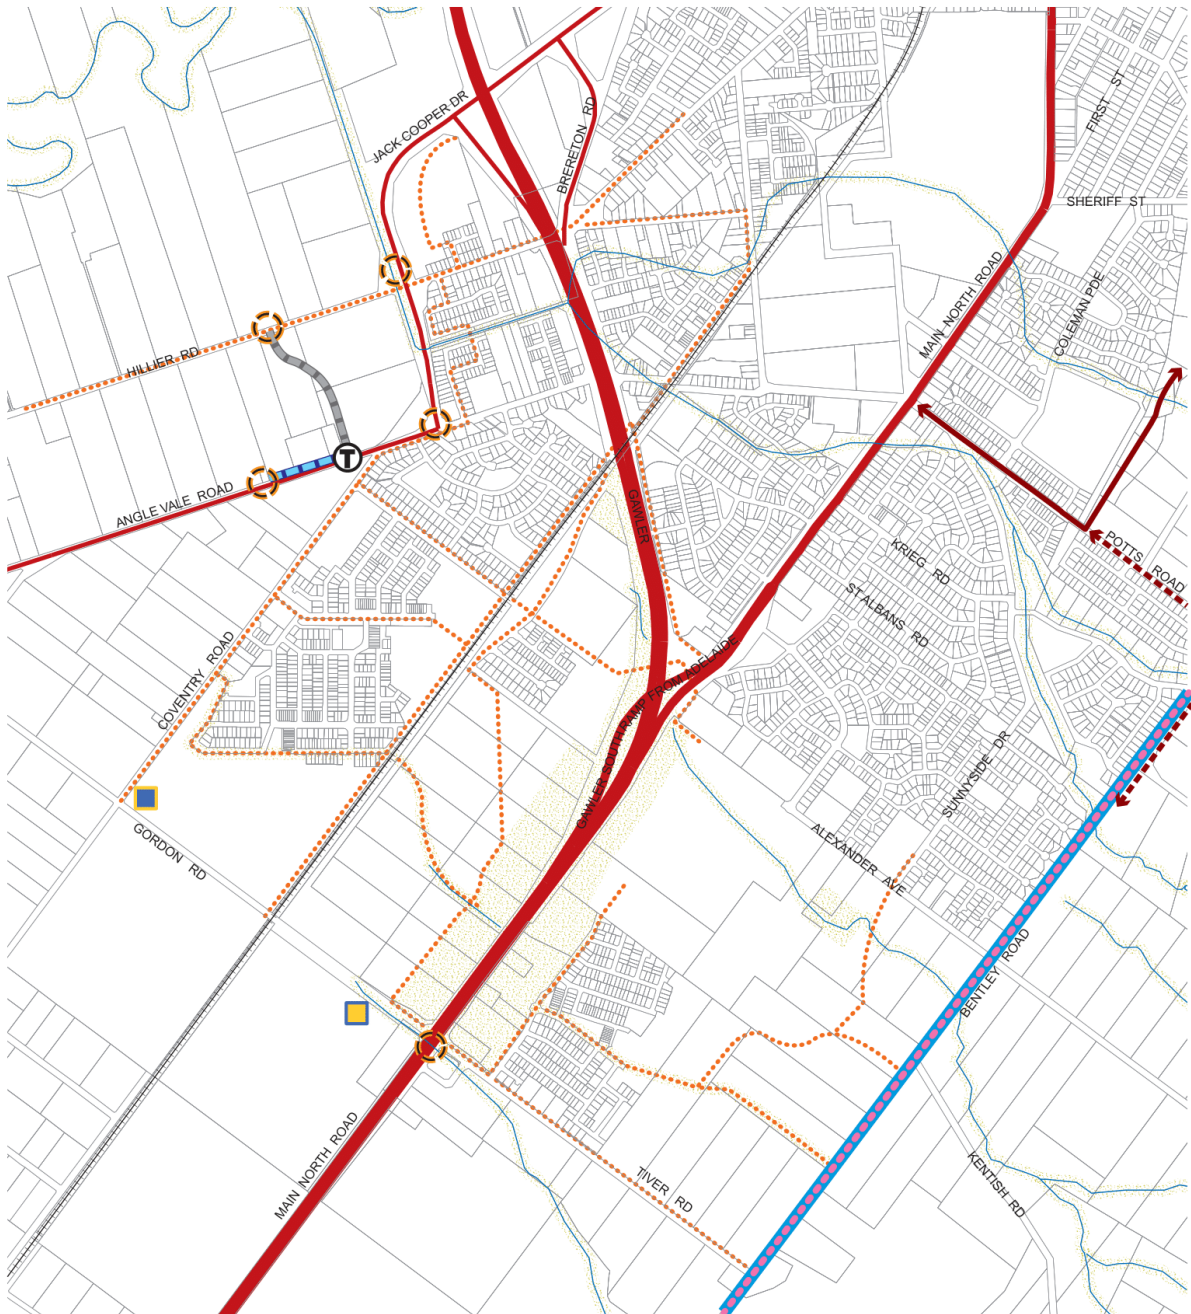 JACK COOPER DR
BRERETON RD
FIRST ST
SHERIFF ST
MAIN NORTH ROAD
COLEMAN PDE
HILLIER RD
T
ANGLE VALE ROAD
GAWLER
POTTS ROAD
KRIEG RD
ST ALBANS RD
COVENTRY ROAD
GAWLER SOUTH RAMP FROM ADELAIDE
SUNNYSIDE DR
GORDON RD
ALEXANDER AVE
BENTLEY ROAD
MAIN NORTH ROAD
TIVER RD
KENTISH RD